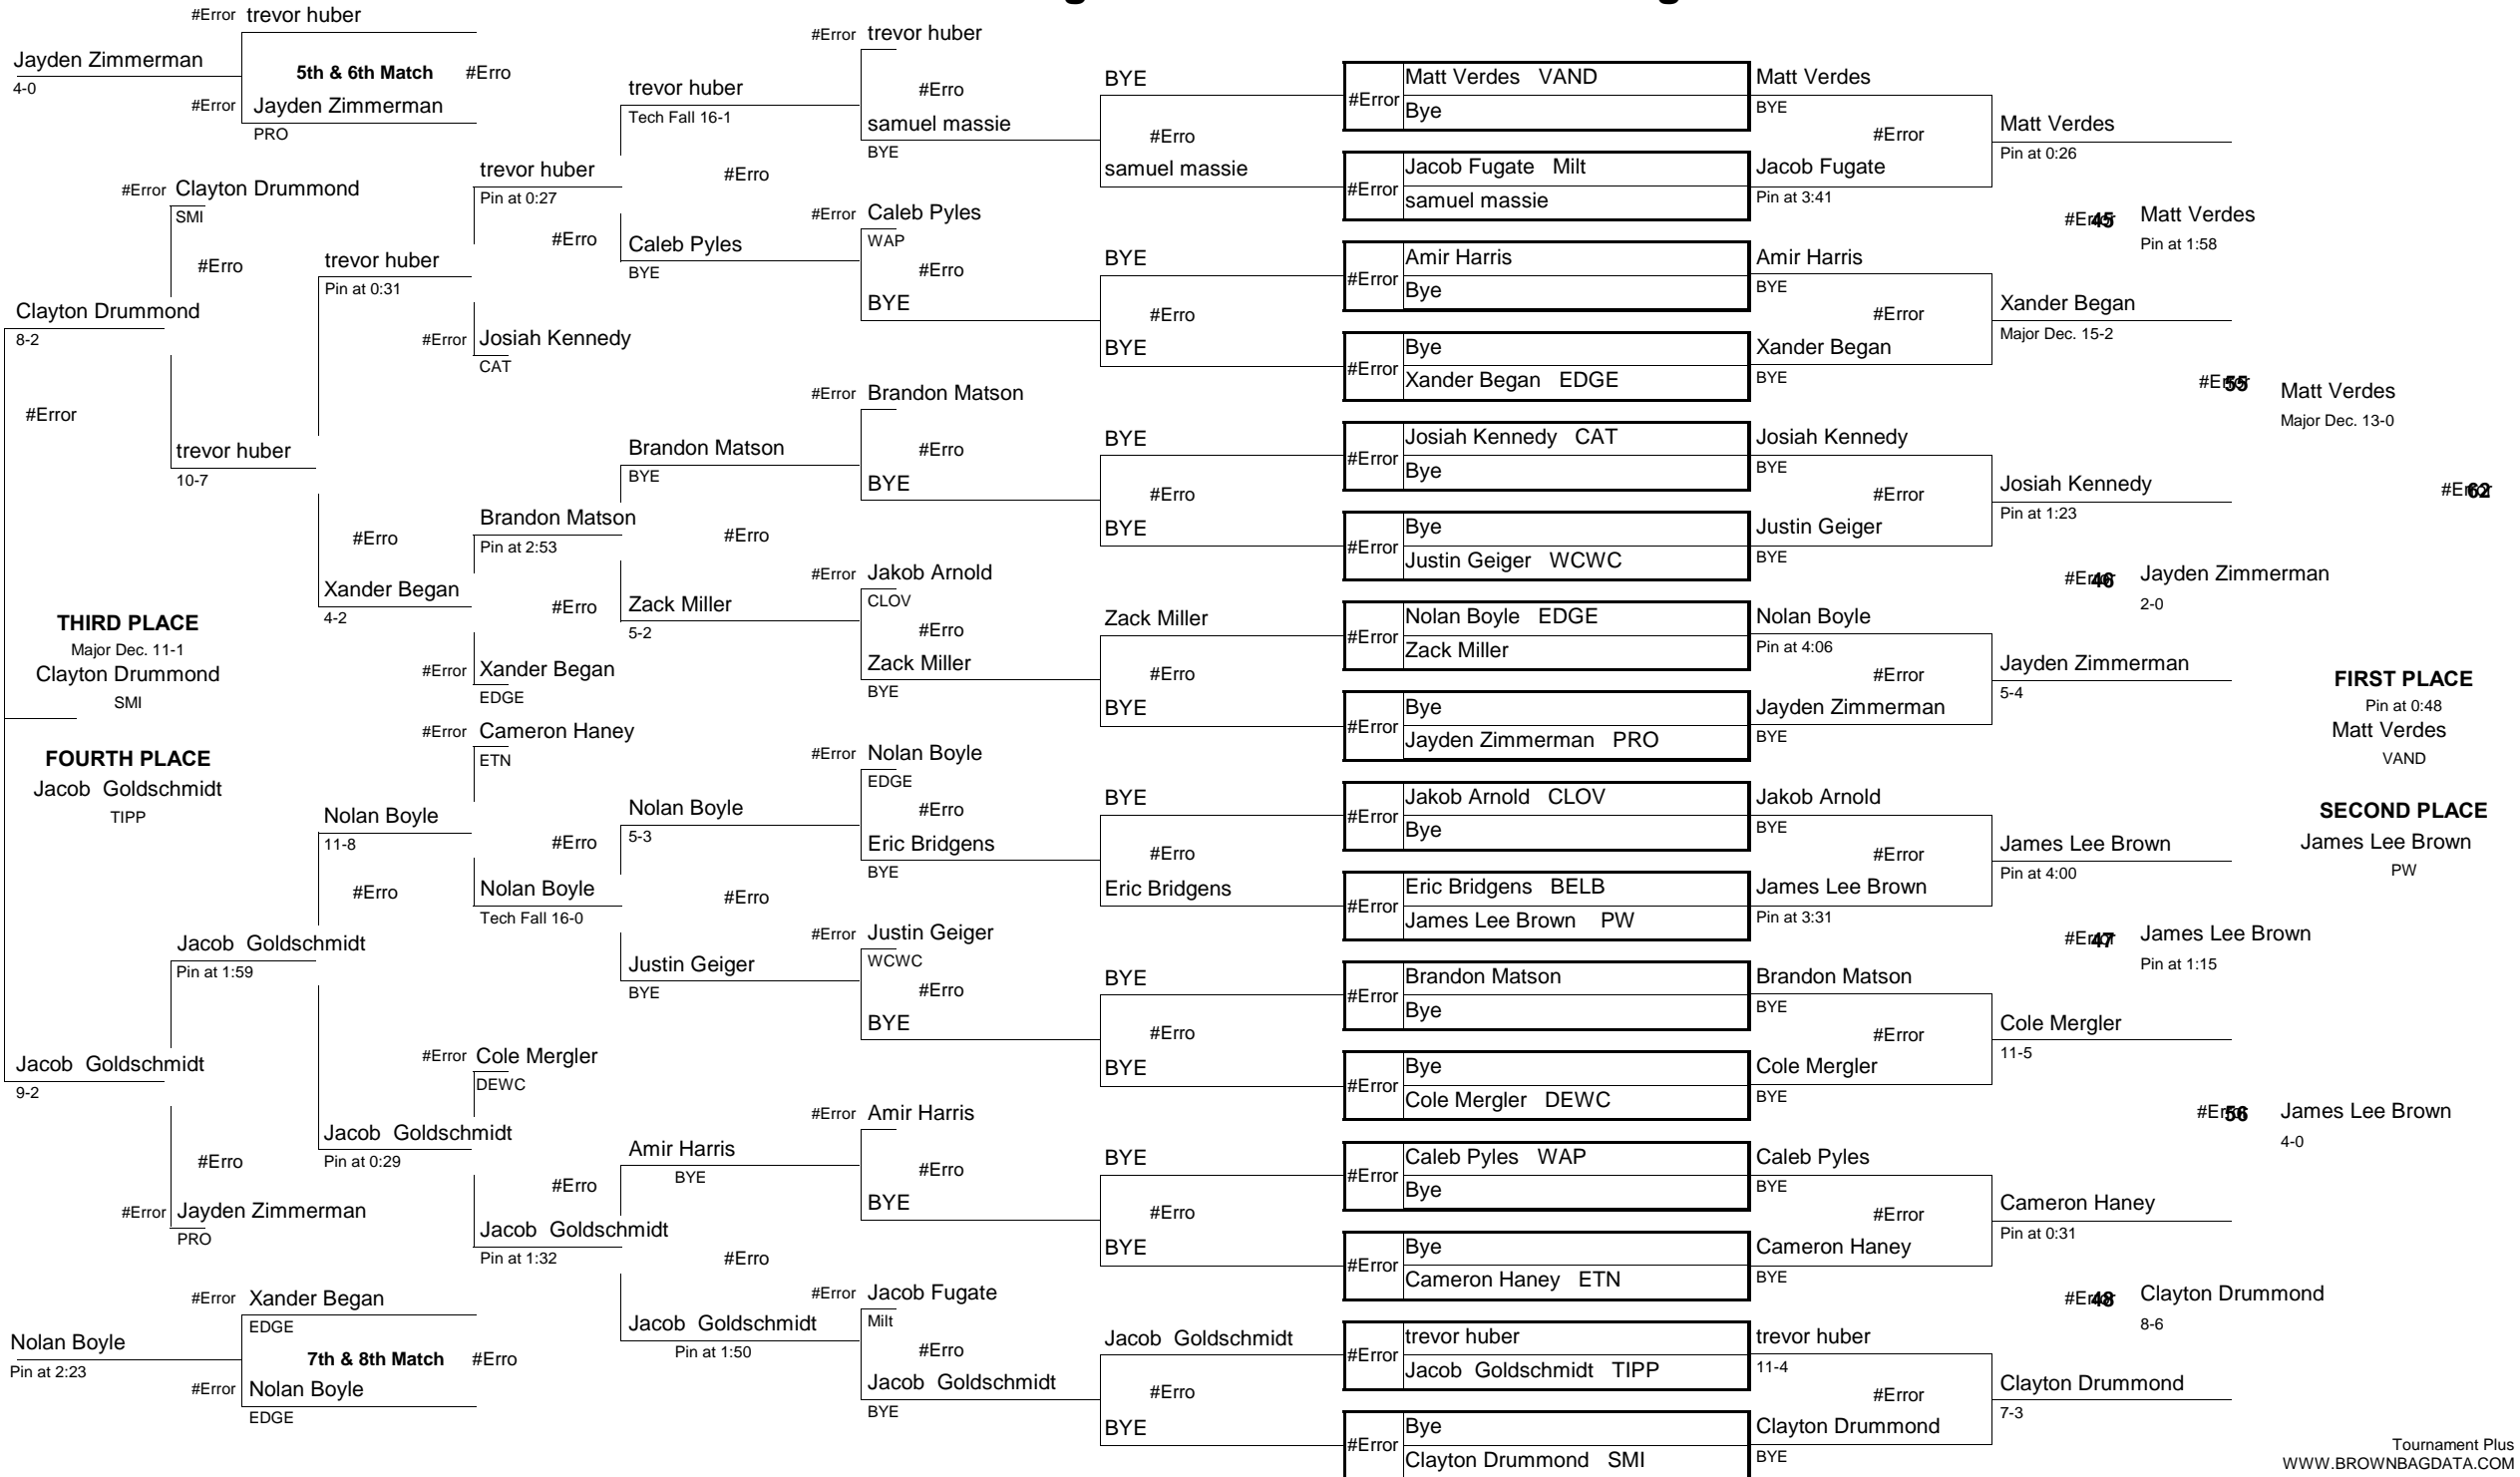 #Error trevor huber
Jayden Zimmerman
4-0
5th & 6th Match #Erro
#Error Jayden Zimmerman
PRO
#Error Clayton Drummond
SMI
#Erro
Clayton Drummond
8-2
#Error
trevor huber
10-7
trevor huber
Pin at 0:31
trevor huber
Pin at 0:27
#Erro
#Error Josiah Kennedy
CAT
#Erro
Xander Began
4-2
Brandon Matson
Pin at 2:53
#Erro
#Error Xander Began
EDGE
THIRD PLACE
Major Dec. 11-1
Clayton Drummond
SMI
FOURTH PLACE
Jacob  Goldschmidt
TIPP
#Error Cameron Haney
ETN
Nolan Boyle
11-8
#Erro
#Erro
Nolan Boyle
Tech Fall 16-0
Jacob  Goldschmidt
Pin at 1:59
Jacob  Goldschmidt
9-2
#Error Cole Mergler
DEWC
Jacob  Goldschmidt
Pin at 0:29
#Erro
#Erro
#Error Jayden Zimmerman
PRO
Jacob  Goldschmidt
Pin at 1:32
#Error Xander Began
EDGE
Nolan Boyle
Pin at 2:23
7th & 8th Match #Erro
#Error Nolan Boyle
EDGE
trevor huber
Tech Fall 16-1
#Erro
Caleb Pyles
BYE
Brandon Matson
BYE
#Erro
Zack Miller
5-2
Nolan Boyle
5-3
#Erro
Justin Geiger
BYE
Amir Harris
BYE
#Erro
Jacob  Goldschmidt
Pin at 1:50
#Error trevor huber
#Erro
samuel massie
BYE
#Error Caleb Pyles
WAP
#Erro
BYE
#Error Brandon Matson
#Erro
BYE
#Error Jakob Arnold
CLOV
#Erro
Zack Miller
BYE
#Error Nolan Boyle
EDGE
#Erro
Eric Bridgens
BYE
#Error Justin Geiger
WCWC
#Erro
BYE
#Error Amir Harris
#Erro
BYE
#Error Jacob Fugate
Milt
#Erro
Jacob  Goldschmidt
BYE
BYE
#Erro
samuel massie
BYE
#Erro
BYE
BYE
#Erro
BYE
Zack Miller
#Erro
BYE
BYE
#Erro
Eric Bridgens
BYE
#Erro
BYE
BYE
#Erro
BYE
Jacob  Goldschmidt
#Erro
BYE
Matt Verdes VAND
#Error
Bye
Jacob Fugate Milt
#Error
samuel massie
Amir Harris
#Error
Bye
Bye
#Error
Xander Began EDGE
Josiah Kennedy CAT
#Error
Bye
Bye
#Error
Justin Geiger WCWC
Nolan Boyle EDGE
#Error
Zack Miller
Bye
#Error
Jayden Zimmerman PRO
Jakob Arnold CLOV
#Error
Bye
Eric Bridgens BELB
#Error
James Lee Brown PW
Brandon Matson
#Error
Bye
Bye
#Error
Cole Mergler DEWC
Caleb Pyles WAP
#Error
Bye
Bye
#Error
Cameron Haney ETN
trevor huber
#Error
Jacob  Goldschmidt TIPP
Bye
#Error
Clayton Drummond SMI
Matt Verdes
BYE
#Error
Jacob Fugate
Pin at 3:41
Amir Harris
BYE
#Error
Xander Began
BYE
Josiah Kennedy
BYE
#Error
Justin Geiger
BYE
Nolan Boyle
Pin at 4:06
#Error
Jayden Zimmerman
BYE
Jakob Arnold
BYE
#Error
James Lee Brown
Pin at 3:31
Brandon Matson
BYE
#Error
Cole Mergler
BYE
Caleb Pyles
BYE
#Error
Cameron Haney
BYE
trevor huber
11-4
#Error
Clayton Drummond
BYE
Matt Verdes
Pin at 0:26
Xander Began
Major Dec. 15-2
Josiah Kennedy
Pin at 1:23
Jayden Zimmerman
5-4
James Lee Brown
Pin at 4:00
Cole Mergler
11-5
Cameron Haney
Pin at 0:31
Clayton Drummond
7-3
#Error 45 Matt Verdes
Pin at 1:58
#Error 46 Jayden Zimmerman
2-0
#Error 47 James Lee Brown
Pin at 1:15
#Error 48 Clayton Drummond
8-6
#Error 55 Matt Verdes
Major Dec. 13-0
#Error 56 James Lee Brown
4-0
#Error 62
FIRST PLACE
Pin at 0:48
Matt Verdes
VAND
SECOND PLACE
James Lee Brown
PW
Tournament Plus
WWW.BROWNBAGDATA.COM